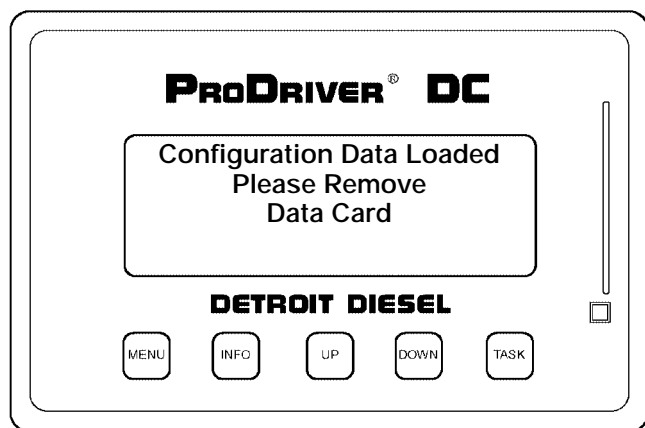 PRODRIVER® DC
Configuration Data Loaded
Please Remove
Data Card
DETROIT DIESEL
MENU INFO UP DOWN TASK